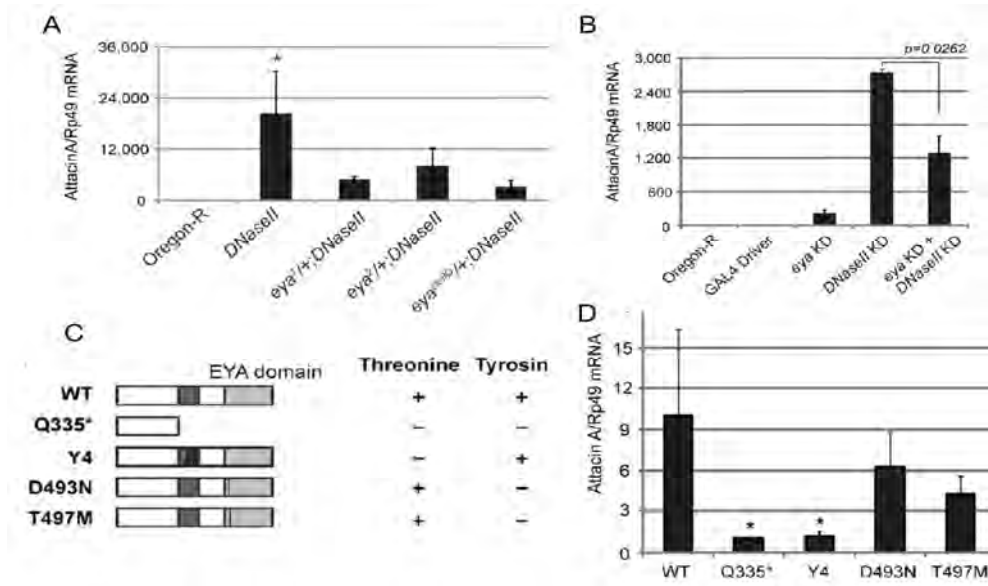 A
AttacinA/Rp49 mRNA
36,000
24,000
12,000
0
*
Oregon-R
DNaseII
/+;DNaseII
/+;DNaseII
/+;DNaseII
B
AttacinA/Rp49 mRNA
3,000
2,400
1,800
1,200
600
0
p=0 0262
Oregon-R
GAL4 Driver
eya KD
DNaseII KD
eya KD +
DNaseII KD
C
EYA domain
Threonine Tyrosin
WT + +
Q335* − −
Y4 − +
D493N + −
T497M + −
D
Attacin A/Rp49 mRNA
15
12
9
6
3
0
* *
WT Q335* Y4 D493N T497M